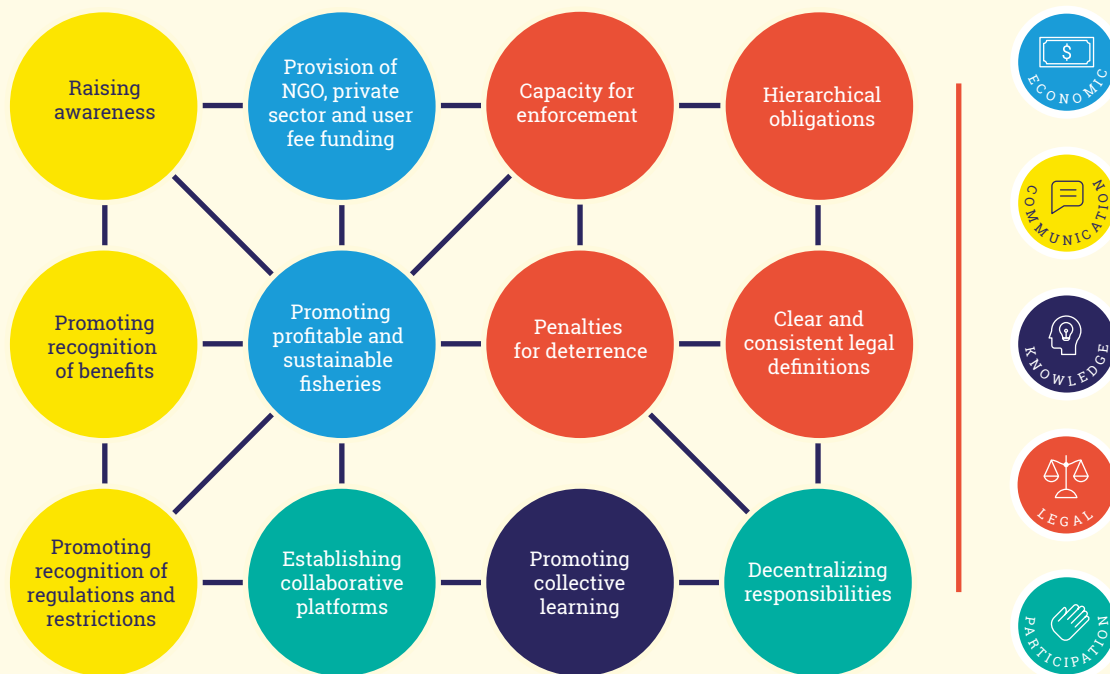 Raising
awareness
Provision of
NGO, private
sector and user
fee funding
Capacity for
enforcement
Hierarchical
obligations
Promoting
recognition
of benefits
Promoting
profitable and
sustainable
fisheries
Penalties
for deterrence
Clear and
consistent legal
definitions
Promoting
recognition of
regulations and
restrictions
Establishing
collaborative
platforms
Promoting
collective
learning
Decentralizing
responsibilities
$
ECONOMIC
COMMUNICATION
KNOWLEDGE
LEGAL
PARTICIPATION